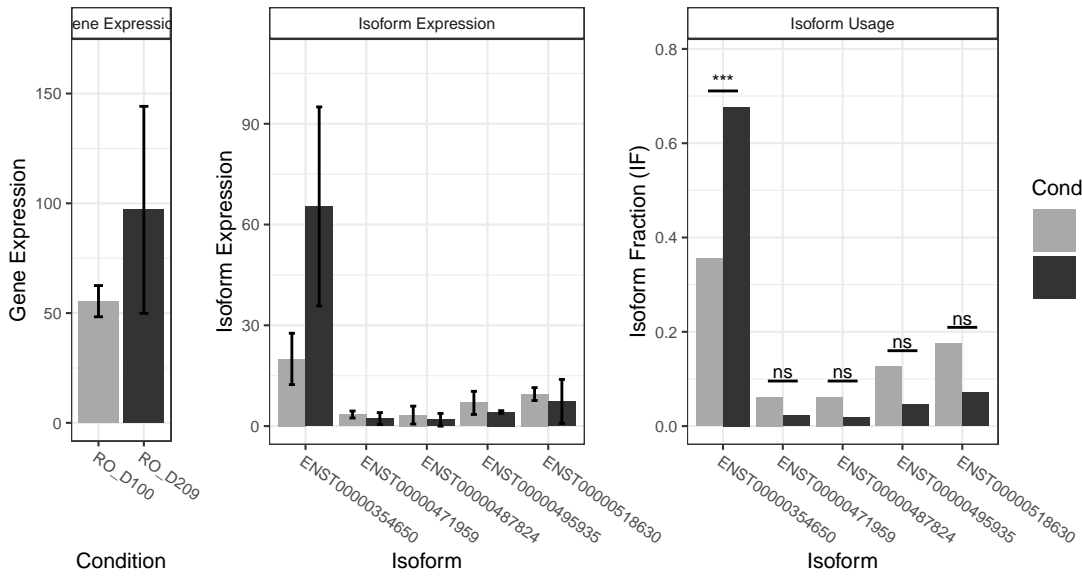 ene Expressio
Gene Expression
150
100
50
0
RO_D100
RO_D209
Condition
Isoform Expression
Isoform Expression
90
60
30
0
ENST00000354650
ENST00000471959
ENST00000487824
ENST00000495935
ENST00000518630
Isoform
Isoform Usage
Isoform Fraction (IF)
0.8
0.6
0.4
0.2
0.0
***
ns
ns
ns
ns
ENST00000354650
ENST00000471959
ENST00000487824
ENST00000495935
ENST00000518630
Isoform
Cond